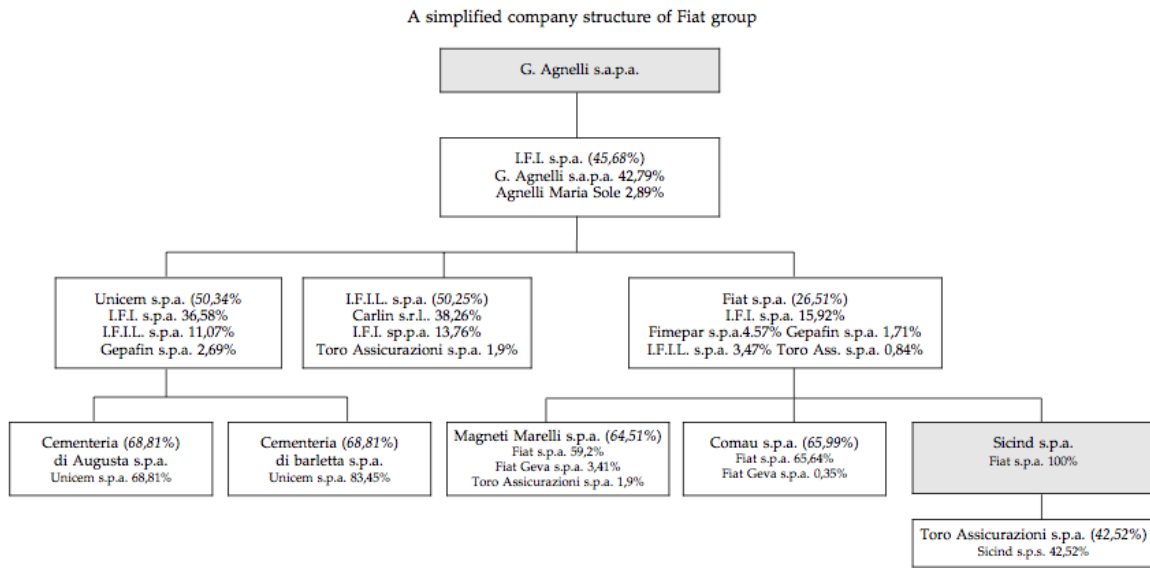 A simplified company structure of Fiat group
G. Agnelli s.a.p.a.
I.F.I. s.p.a. (45,68%)
G. Agnelli s.a.p.a. 42,79%
Agnelli Maria Sole 2,89%
Unicem s.p.a. (50,34%
I.F.I. s.p.a. 36,58%
I.F.I.L. s.p.a. 11,07%
Gepafin s.p.a. 2,69%
I.F.I.L. s.p.a. (50,25%)
Carlin s.r.l.. 38,26%
I.F.I. sp.p.a. 13,76%
Toro Assicurazioni s.p.a. 1,9%
Fiat s.p.a. (26,51%)
I.F.I. s.p.a. 15,92%
Fimepar s.p.a.4.57% Gepafin s.p.a. 1,71%
I.F.I.L. s.p.a. 3,47% Toro Ass. s.p.a. 0,84%
Cementeria (68,81%)
di Augusta s.p.a.
Unicem s.p.a. 68,81%
Cementeria (68,81%)
di barletta s.p.a.
Unicem s.p.a. 83,45%
Magneti Marelli s.p.a. (64,51%)
Fiat s.p.a. 59,2%
Fiat Geva s.p.a. 3,41%
Toro Assicurazioni s.p.a. 1,9%
Comau s.p.a. (65,99%)
Fiat s.p.a. 65,64%
Fiat Geva s.p.a. 0,35%
Sicind s.p.a.
Fiat s.p.a. 100%
Toro Assicurazioni s.p.a. (42,52%)
Sicind s.p.s. 42,52%